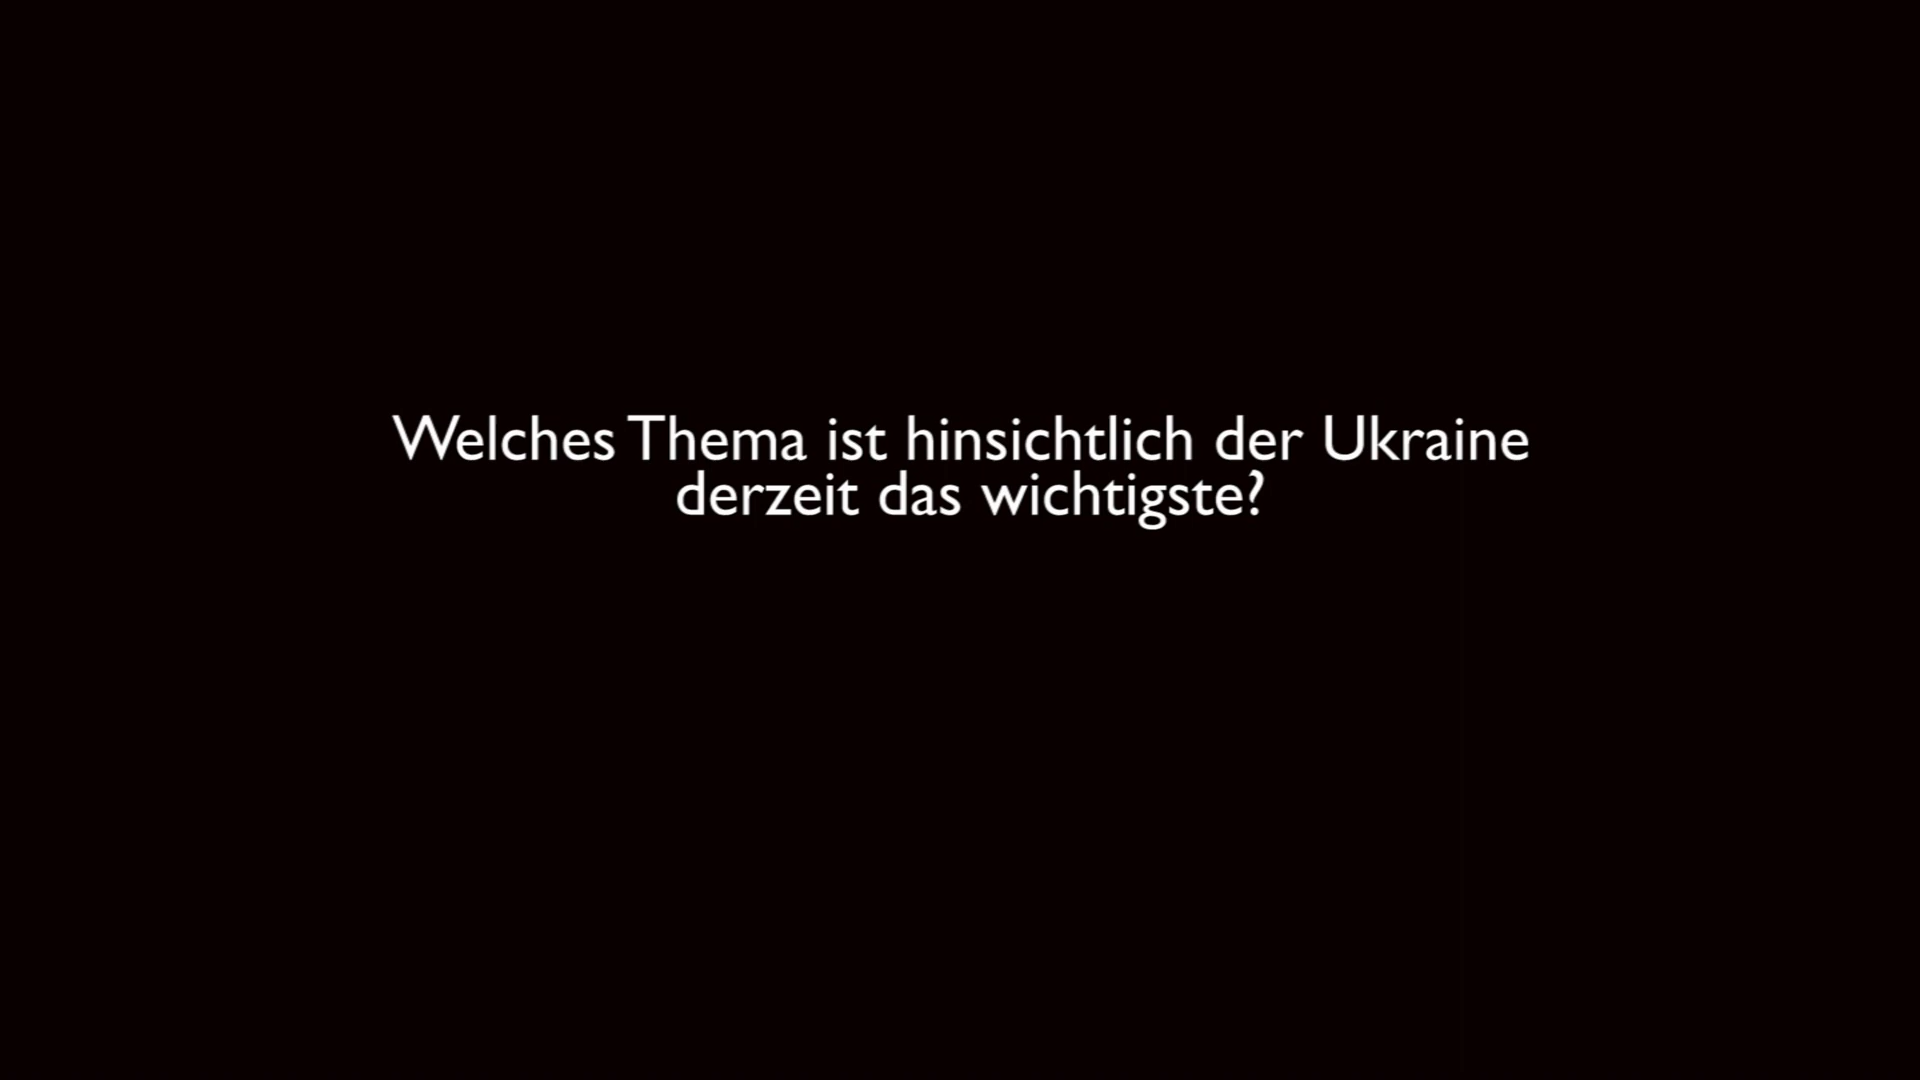 Welches Thema ist hinsichtlich der Ukraine
derzeit das wichtigste?